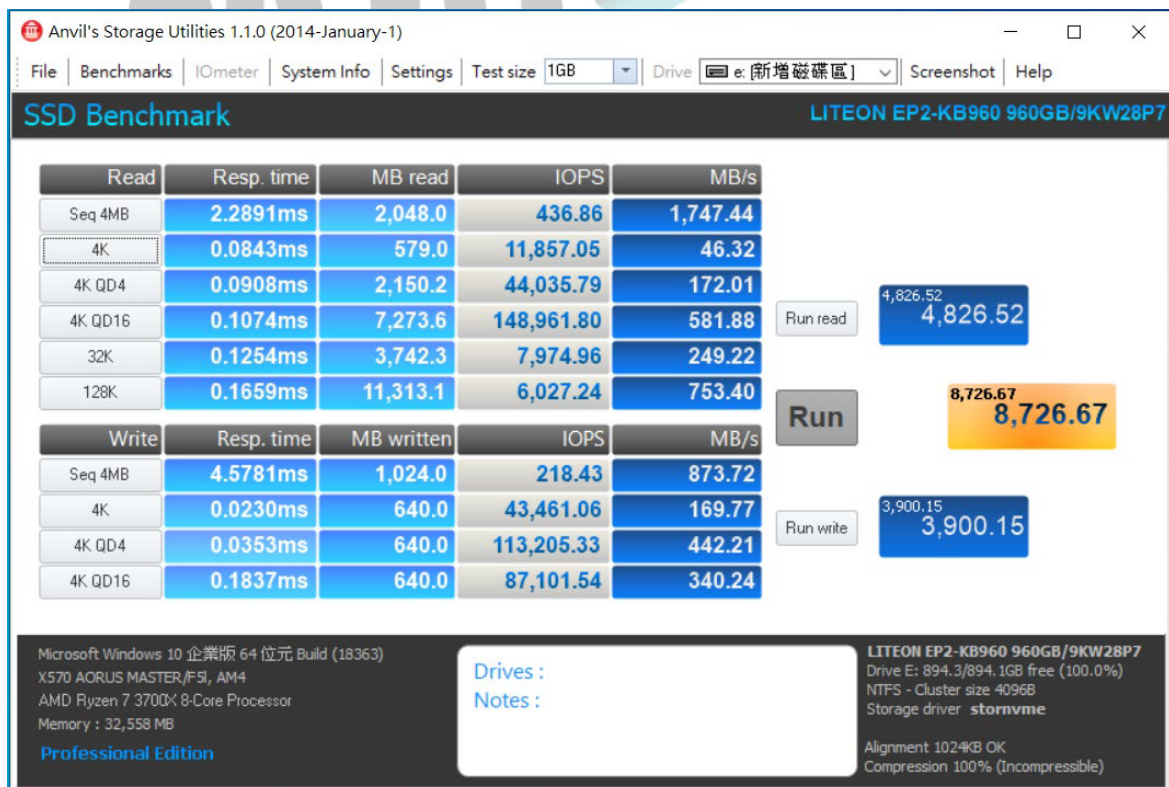 Anvil's Storage Utilities 1.1.0 (2014-January-1)
File Benchmarks IOmeter System Info Settings Test size 1GB Drive e: [新增磁碟區] Screenshot Help
SSD Benchmark LITEON EP2-KB960 960GB/9KW28P7
Read Resp. time MB read IOPS MB/s
Seq 4MB 2.2891ms 2,048.0 436.86 1,747.44
4K 0.0843ms 579.0 11,857.05 46.32
4K QD4 0.0908ms 2,150.2 44,035.79 172.01
4K QD16 0.1074ms 7,273.6 148,961.80 581.88
32K 0.1254ms 3,742.3 7,974.96 249.22
128K 0.1659ms 11,313.1 6,027.24 753.40
Run read 4,826.52
4,826.52
Run 8,726.67
8,726.67
Write Resp. time MB written IOPS MB/s
Seq 4MB 4.5781ms 1,024.0 218.43 873.72
4K 0.0230ms 640.0 43,461.06 169.77
4K QD4 0.0353ms 640.0 113,205.33 442.21
4K QD16 0.1837ms 640.0 87,101.54 340.24
Run write 3,900.15
3,900.15
Microsoft Windows 10 企業版 64 位元 Build (18363)
X570 AORUS MASTER/F5l, AM4
AMD Ryzen 7 3700X 8-Core Processor
Memory : 32,558 MB
Professional Edition
Drives :
Notes :
LITEON EP2-KB960 960GB/9KW28P7
Drive E: 894.3/894.1GB free (100.0%)
NTFS - Cluster size 4096B
Storage driver stornvme
Alignment 1024KB OK
Compression 100% (Incompressible)